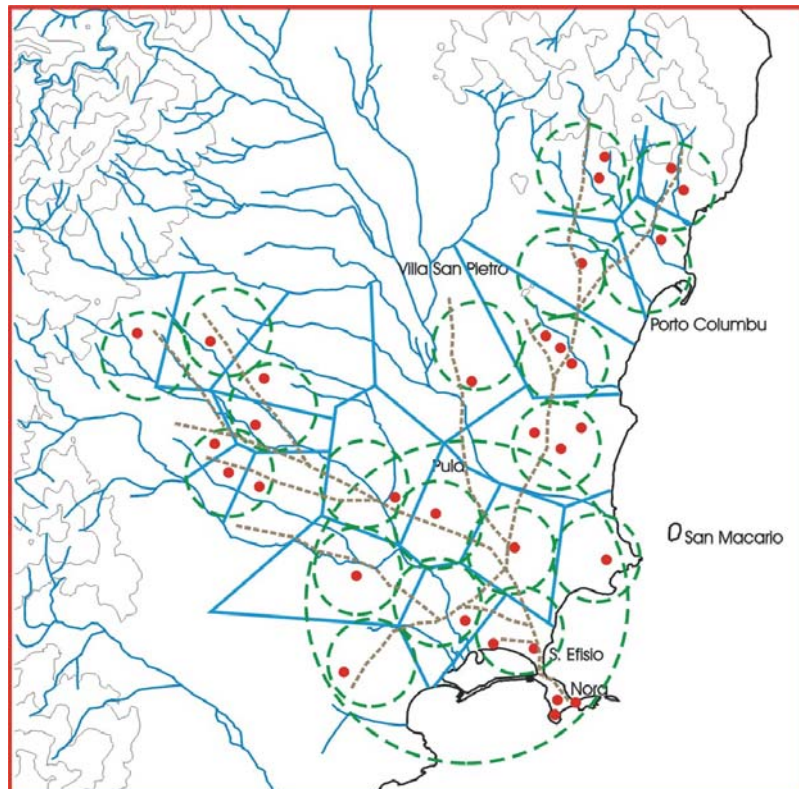 Villa San Pietro
Porto Columbu
Pula
San Macario
S. Efisio
Nora